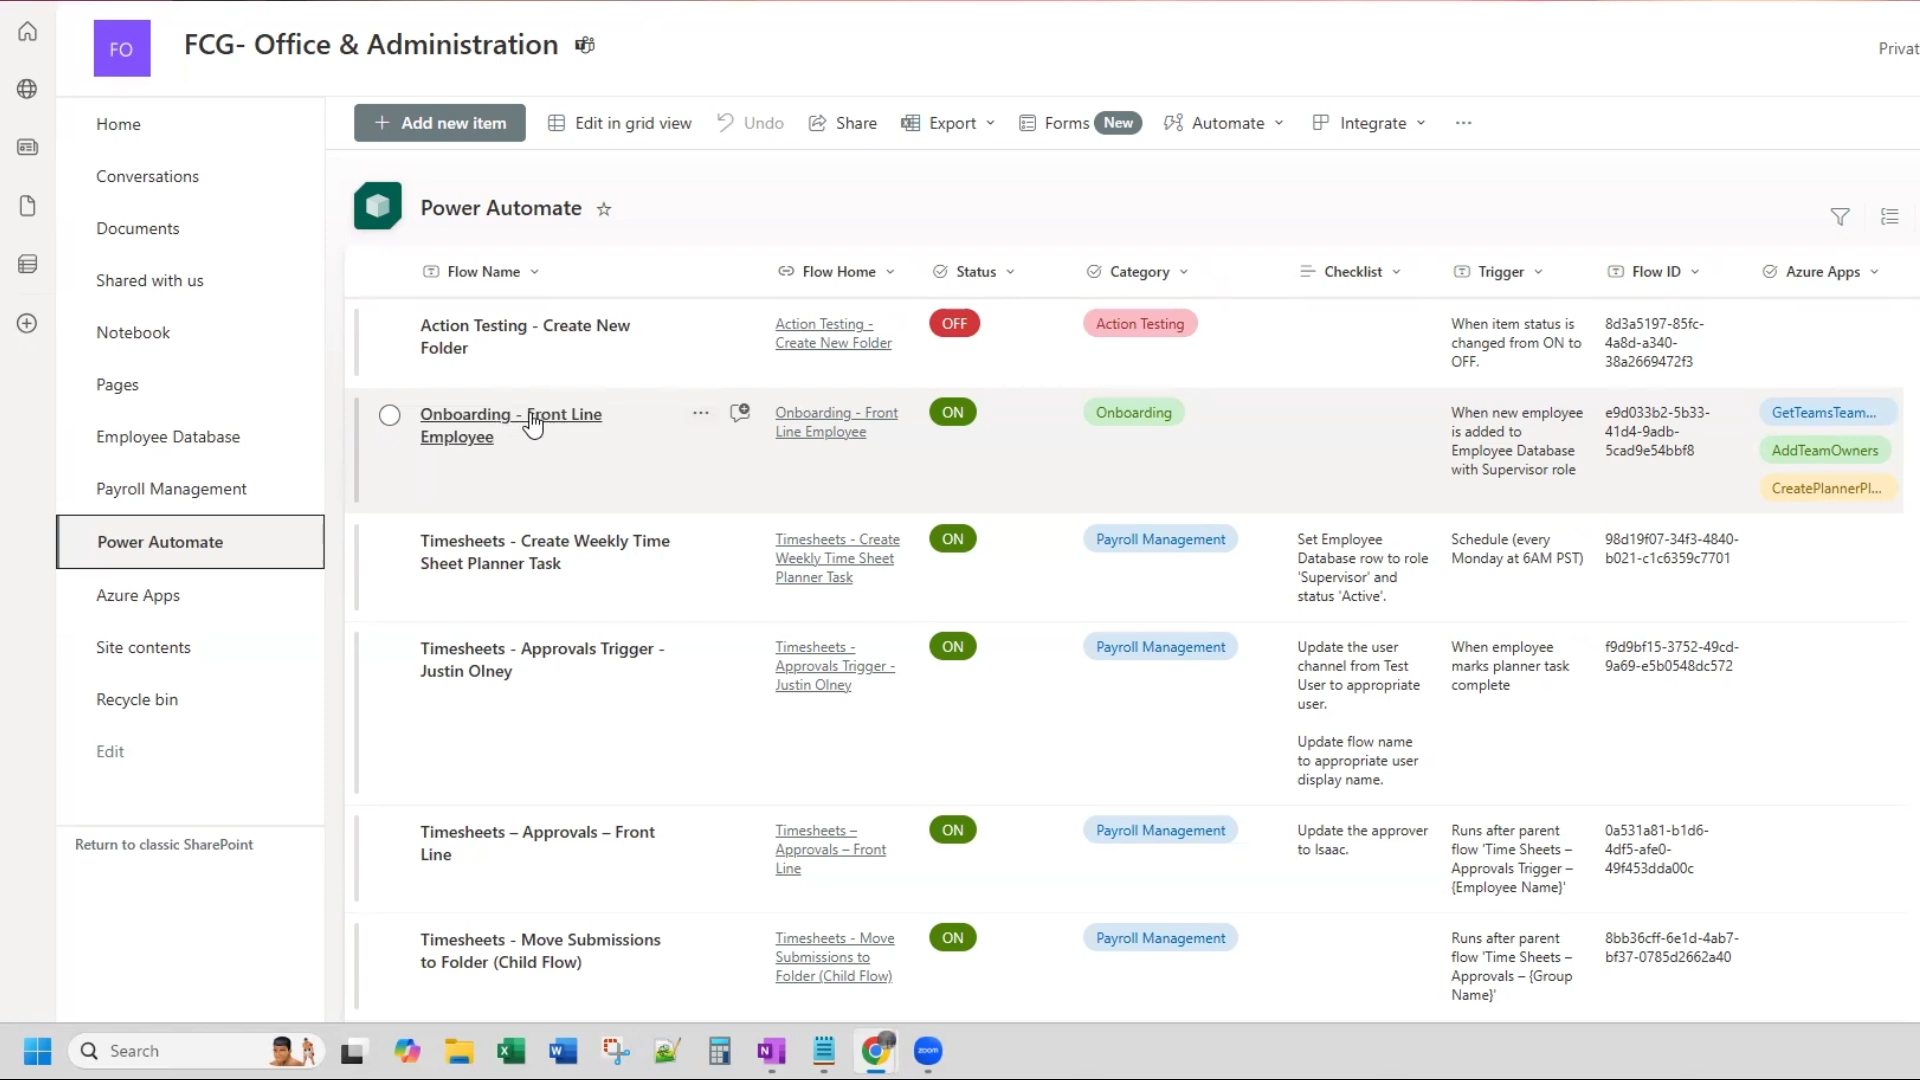 FO
FCG- Office & Administration
Privat
Home
Conversations
Documents
Shared with us
Notebook
Pages
Employee Database
Payroll Management
Power Automate
Azure Apps
Site contents
Recycle bin
Edit
Return to classic SharePoint
+ Add new item
Edit in grid view
Undo
Share
Export
Forms New
Automate
Integrate
...
Power Automate
Flow Name
Flow Home
Status
Category
Checklist
Trigger
Flow ID
Azure Apps
Action Testing - Create New
Folder
Action Testing -
Create New Folder
OFF
Action Testing
When item status is
changed from ON to
OFF.
8d3a5197-85fc-
4a8d-a340-
38a2669472f3
Onboarding - Front Line
Employee
...
Onboarding - Front
Line Employee
ON
Onboarding
When new employee
is added to
Employee Database
with Supervisor role
e9d033b2-5b33-
41d4-9adb-
5cad9e54bbf8
GetTeamsTeam...
AddTeamOwners
CreatePlannerPl...
Timesheets - Create Weekly Time
Sheet Planner Task
Timesheets - Create
Weekly Time Sheet
Planner Task
ON
Payroll Management
Set Employee
Database row to role
'Supervisor' and
status 'Active'.
Schedule (every
Monday at 6AM PST)
98d19f07-34f3-4840-
b021-c1c6359c7701
Timesheets - Approvals Trigger -
Justin Olney
Timesheets -
Approvals Trigger -
Justin Olney
ON
Payroll Management
Update the user
channel from Test
User to appropriate
user.
Update flow name
to appropriate user
display name.
When employee
marks planner task
complete
f9d9bf15-3752-49cd-
9a69-e5b0548dc572
Timesheets – Approvals – Front
Line
Timesheets –
Approvals – Front
Line
ON
Payroll Management
Update the approver
to Isaac.
Runs after parent
flow 'Time Sheets –
Approvals Trigger –
{Employee Name}'
0a531a81-b1d6-
4df5-afe0-
49f453dda00c
Timesheets - Move Submissions
to Folder (Child Flow)
Timesheets - Move
Submissions to
Folder (Child Flow)
ON
Payroll Management
Runs after parent
flow 'Time Sheets –
Approvals – {Group
Name}'
8bb36cff-6e1d-4ab7-
bf37-0785d2662a40
Search
zoom